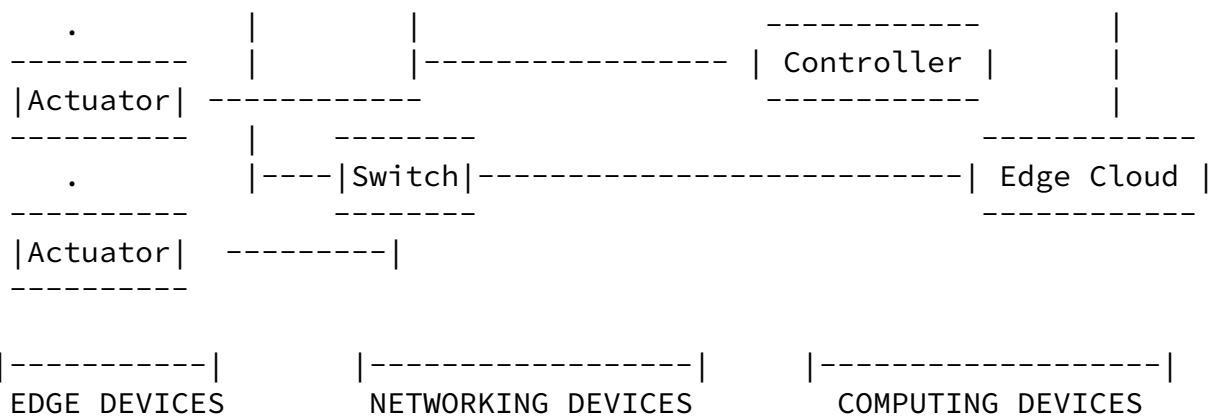 .
Controller
Actuator
.
Switch Edge Cloud
Actuator
EDGE DEVICES NETWORKING DEVICES COMPUTING DEVICES